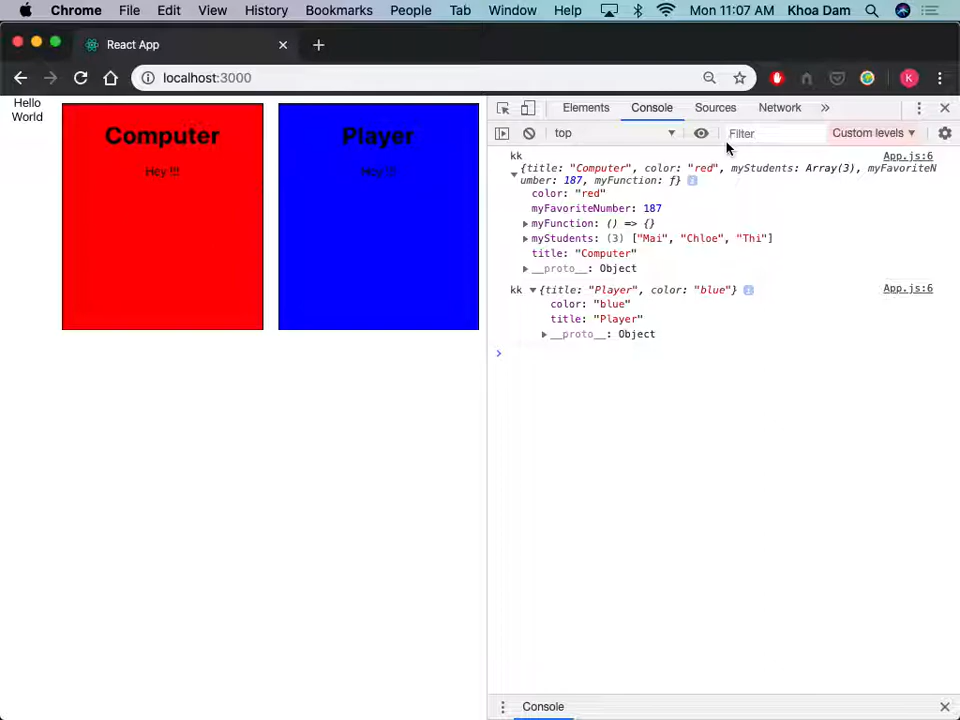 Chrome File Edit View History Bookmarks People Tab Window Help Mon 11:07 AM Khoa Dam
React App
localhost:3000
K
Hello
World
Computer
Hey !!!
Player
Hey !!!
Elements Console Sources Network »
top Filter Custom levels
kk App.js:6
{title: "Computer", color: "red", myStudents: Array(3), myFavoriteN
umber: 187, myFunction: ƒ}
color: "red"
myFavoriteNumber: 187
myFunction: () => {}
myStudents: (3) ["Mai", "Chloe", "Thi"]
title: "Computer"
__proto__: Object
kk {title: "Player", color: "blue"} App.js:6
color: "blue"
title: "Player"
__proto__: Object
>
Console